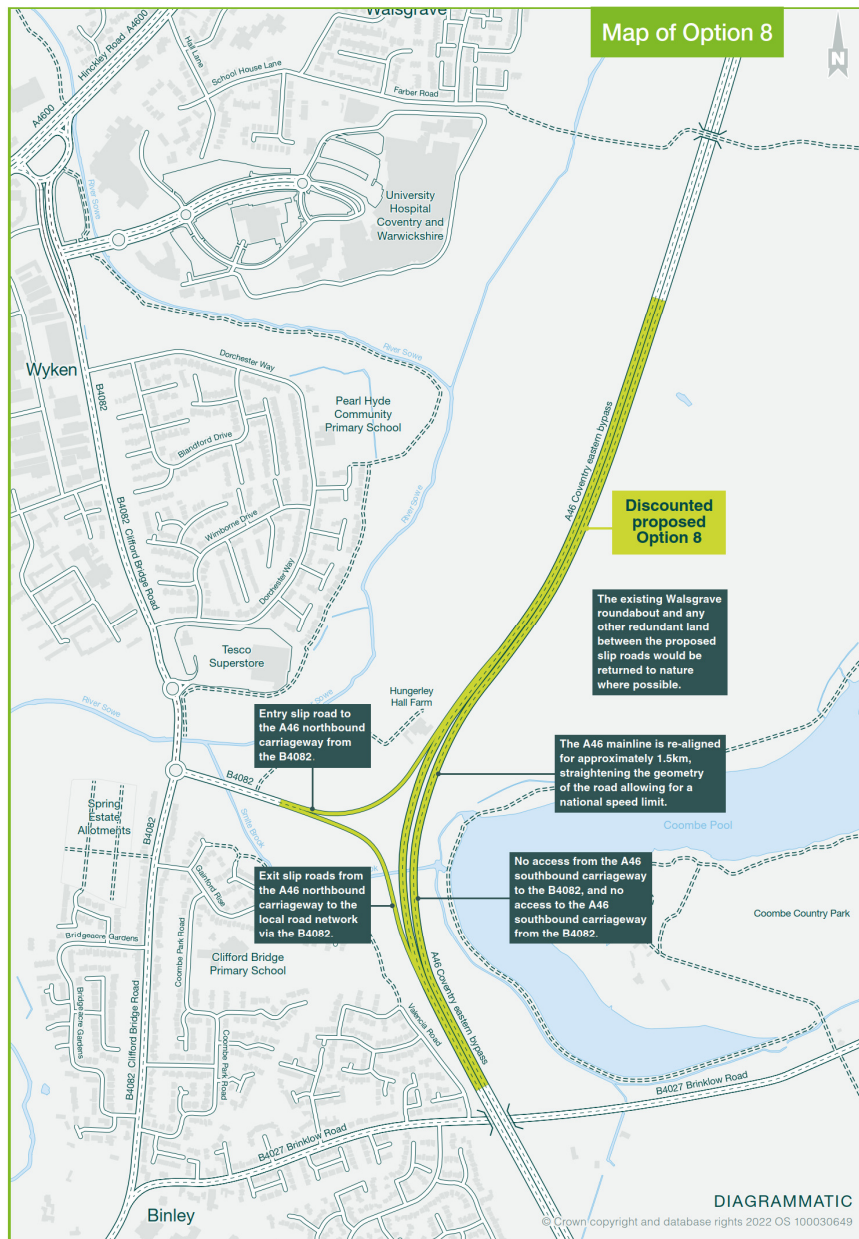 Walsgrave
Map of Option 8
N
Hinckley Road A4600
A4600
Hall Lane
School House Lane
Farber Road
River Sowe
University
Hospital
Coventry and
Warwickshire
River Sowe
Wyken
B4082
Dorchester Way
Pearl Hyde
Community
Primary School
Blandford Drive
A46 Coventry eastern bypass
Discounted
proposed
Option 8
B4082 Clifford Bridge Road
Wimborne Drive
River Sowe
Dorchester Way
The existing Walsgrave
roundabout and any
other redundant land
between the proposed
slip roads would be
returned to nature
where possible.
Tesco
Superstore
Hungerley
Hall Farm
River Sowe
Entry slip road to
the A46 northbound
carriageway from
the B4082.
The A46 mainline is re-aligned
for approximately 1.5km,
straightening the geometry
of the road allowing for a
national speed limit.
B4082
Spring
Estate
Allotments
B4082
Smite Brook
Coombe Pool
Exit slip roads from
the A46 northbound
carriageway to the
local road network
via the B4082.
No access from the A46
southbound carriageway
to the B4082, and no
access to the A46
southbound carriageway
from the B4082.
Gainford Rise
Coombe Country Park
Bridgeacre Gardens
Coombe Park Road
Clifford Bridge
Primary School
A46 Coventry eastern bypass
Bridgeacre Gardens
B4082 Clifford Bridge Road
Coombe Park Road
Valencia Road
B4027 Brinklow Road
B4027 Brinklow Road
Binley
DIAGRAMMATIC
© Crown copyright and database rights 2022 OS 100030649